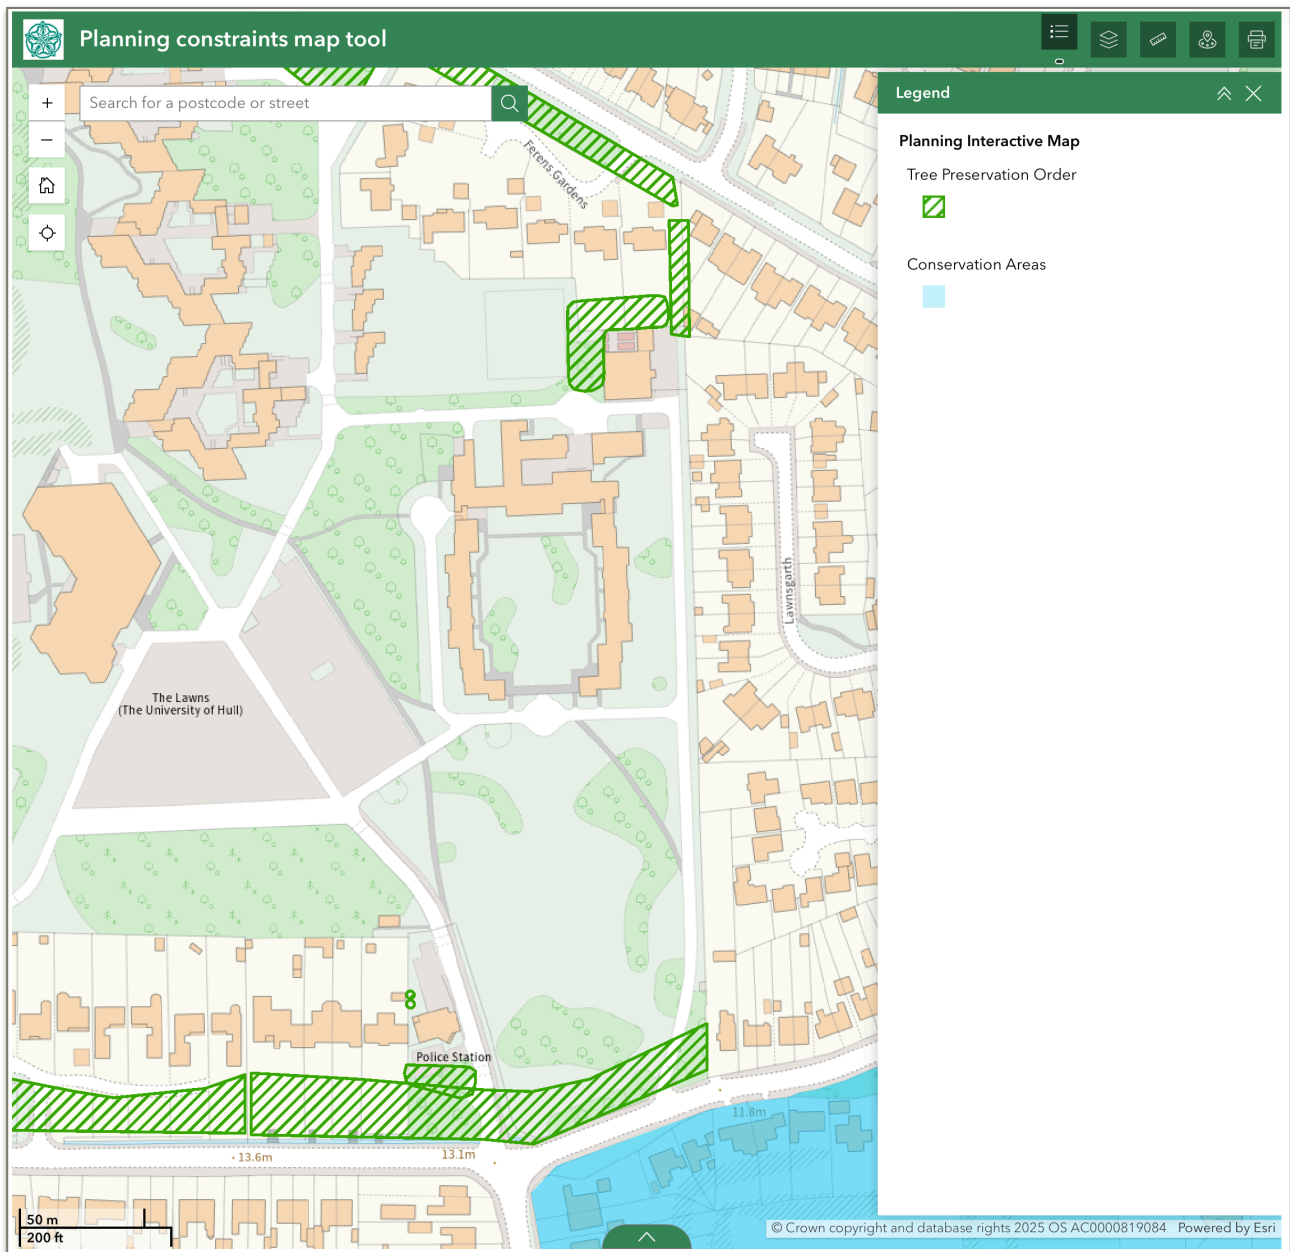 Planning constraints map tool
Search for a postcode or street
Legend
Planning Interactive Map
Tree Preservation Order
Conservation Areas
Ferens Gardens
Lawnsgarth
The Lawns
(The University of Hull)
Police Station
11.8m
13.6m
13.1m
50 m
200 ft
© Crown copyright and database rights 2025 OS AC0000819084 Powered by Esri